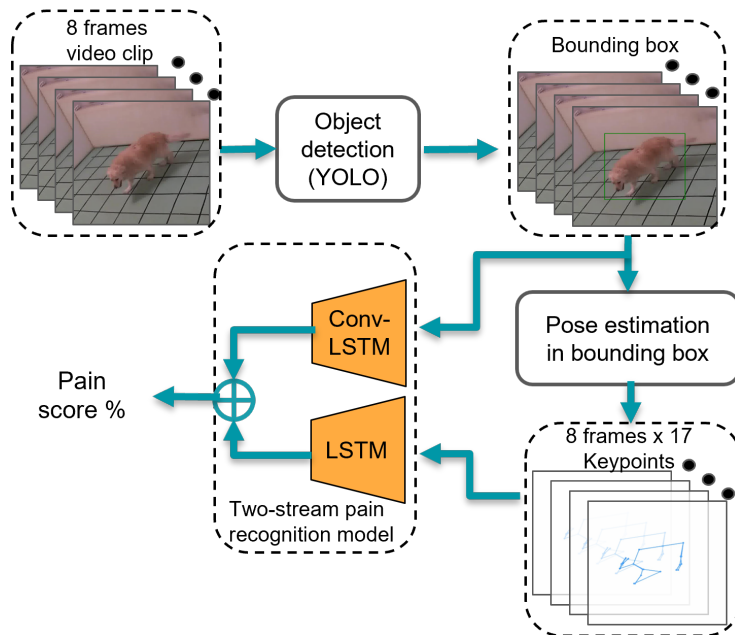 8 frames
video clip
Object
detection
(YOLO)
Bounding box
Pose estimation
in bounding box
8 frames x 17
Keypoints
Conv-
LSTM
LSTM
Two-stream pain
recognition model
Pain
score %